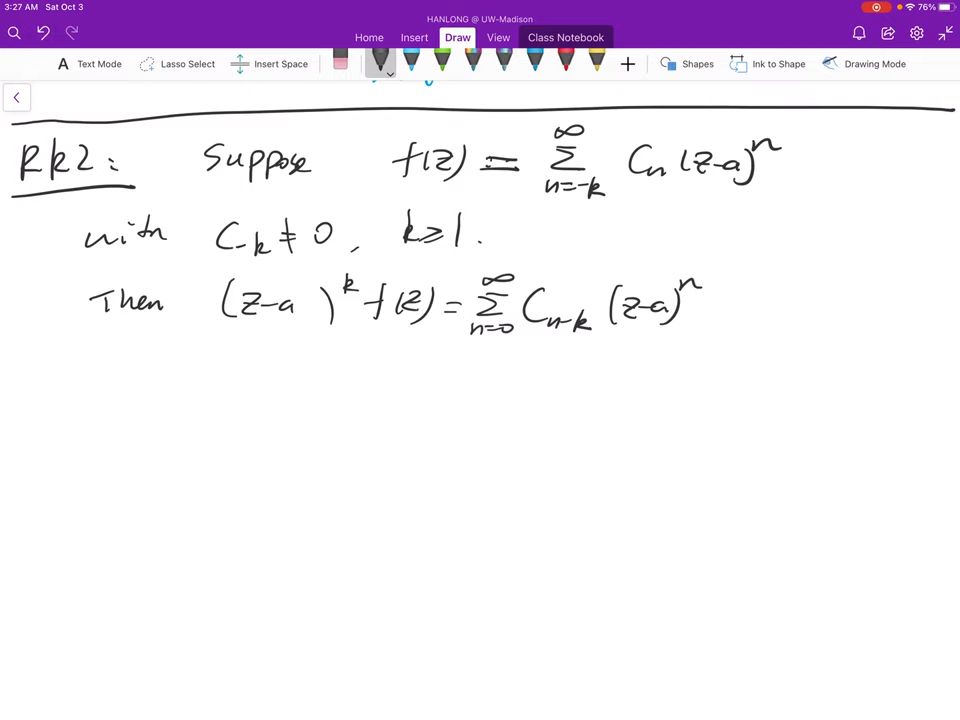 3:27 AM Sat Oct 3 76%
HANLONG @ UW-Madison
Home Insert Draw View Class Notebook
A Text Mode Lasso Select Insert Space Shapes Ink to Shape Drawing Mode
Rk2: Suppose f(z) = ∑_{n=-k}^{∞} C_n (z-a)^n
with C_{-k} ≠ 0, k ≥ 1.
Then (z-a)^k f(z) = ∑_{n=0}^{∞} C_{n-k} (z-a)^n